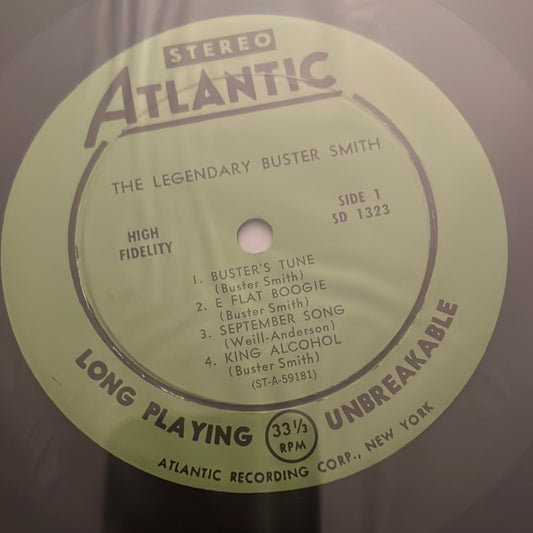 STEREO
ATLANTIC
THE LEGENDARY BUSTER SMITH
HIGH
FIDELITY
SIDE 1
SD 1323
1. BUSTER'S TUNE
(Buster Smith)
2. E FLAT BOOGIE
(Buster Smith)
3. SEPTEMBER SONG
(Weill-Anderson)
4. KING ALCOHOL
(Buster Smith)
(ST-A-59181)
LONG PLAYING
33 1/3
RPM
UNBREAKABLE
ATLANTIC RECORDING CORP., NEW YORK